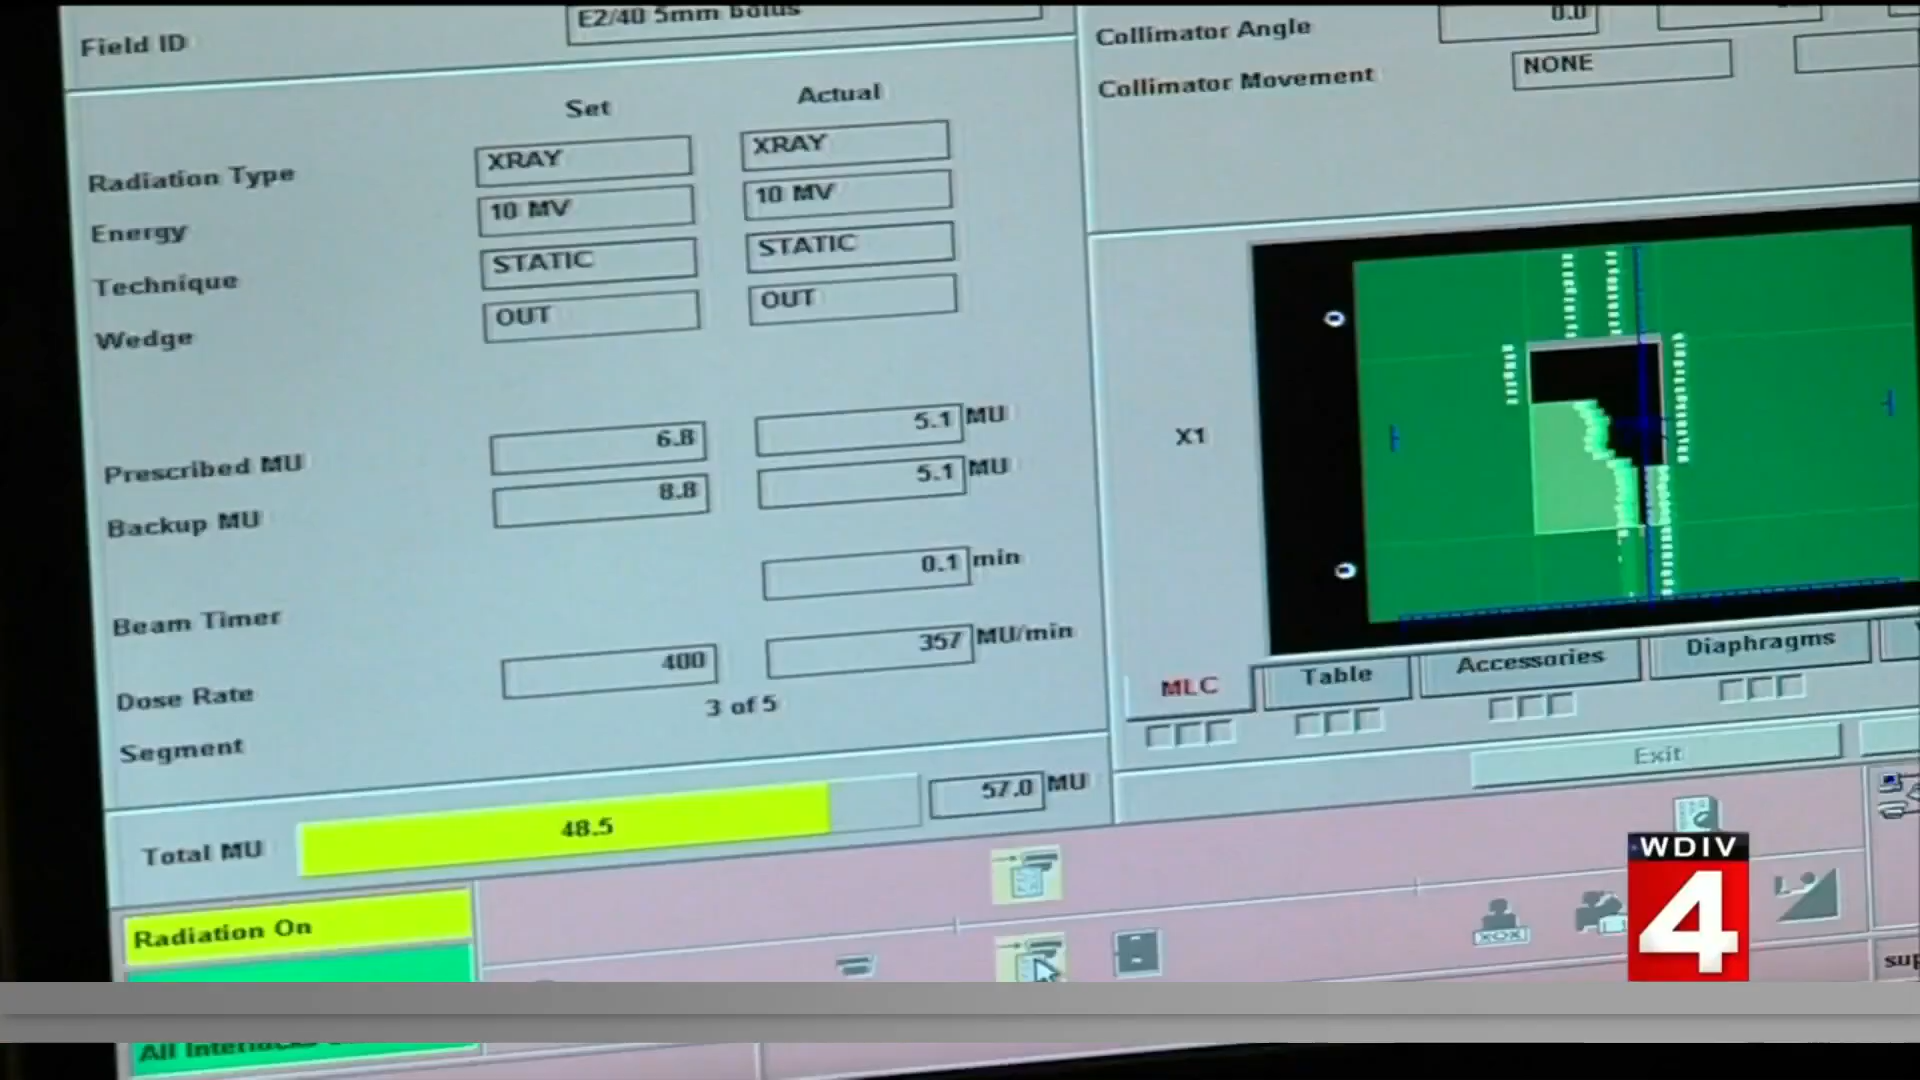 Field ID
E2/40 5mm bolus
Set
Actual
Radiation Type
XRAY
XRAY
Energy
10 MV
10 MV
Technique
STATIC
STATIC
Wedge
OUT
OUT
Prescribed MU
6.8
5.1 MU
Backup MU
8.8
5.1 MU
Beam Timer
0.1 min
Dose Rate
400
357 MU/min
Segment
3 of 5
Total MU
48.5
57.0 MU
Radiation On
All
Collimator Angle
0.0
Collimator Movement
NONE
X1
MLC
Table
Accessories
Diaphragms
Exit
WDIV
4